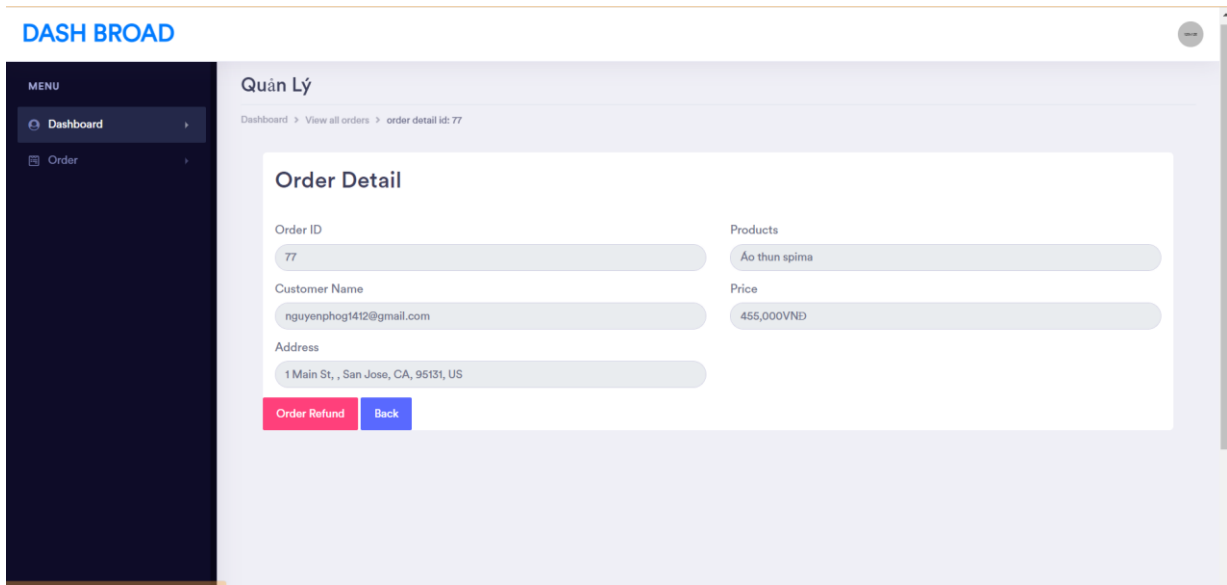 DASH BROAD
MENU
Dashboard
Order
Quản Lý
Dashboard > View all orders > order detail id: 77
Order Detail
Order ID
77
Products
Áo thun spima
Customer Name
nguyenphog1412@gmail.com
Price
455,000VNĐ
Address
1 Main St, , San Jose, CA, 95131, US
Order Refund
Back